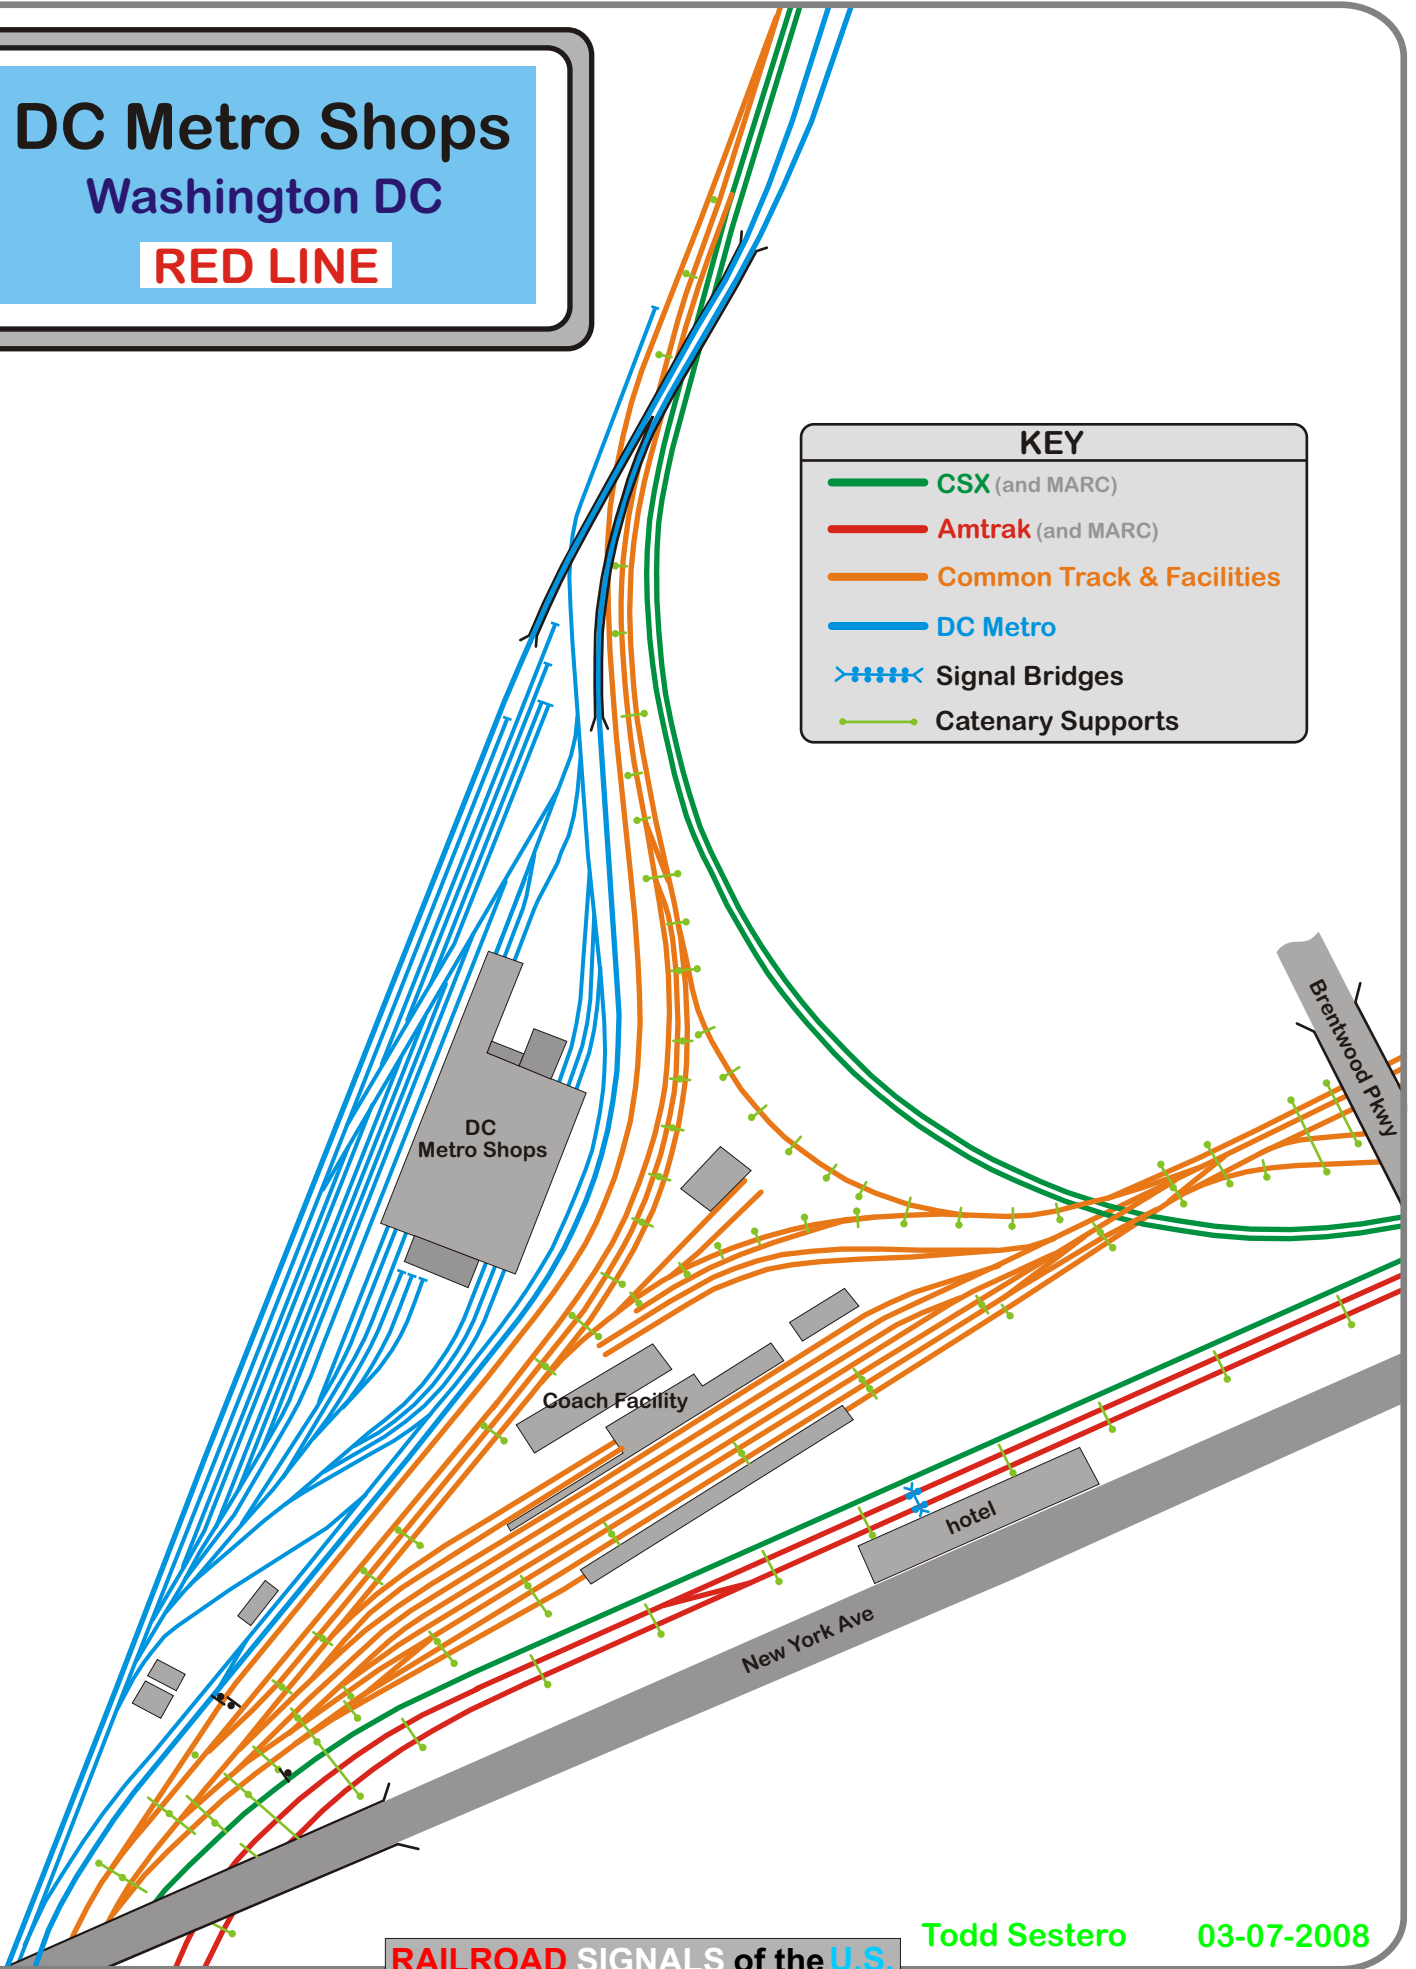 DC Metro Shops
Washington DC
RED LINE
KEY
CSX (and MARC)
Amtrak (and MARC)
Common Track & Facilities
DC Metro
Signal Bridges
Catenary Supports
Brentwood Pkwy
DC
Metro Shops
Coach Facility
hotel
New York Ave
Todd Sestero 03-07-2008
RAILROAD SIGNALS of the U.S.